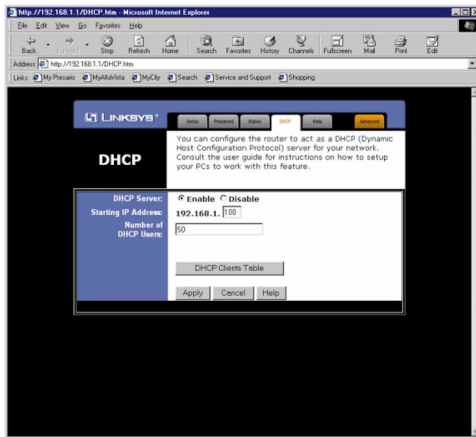 http://192.168.1.1/DHCP.htm - Microsoft Internet Explorer
File Edit View Go Favorites Help
Back Forward Stop Refresh Home Search Favorites History Channels Fullscreen Mail Print Edit
Address http://192.168.1.1/DHCP.htm
Links My Presario MyAltaVista MyCity Search Service and Support Shopping
LINKSYS® Setup Password Status DHCP Help Advanced
DHCP
You can configure the router to act as a DHCP (Dynamic
Host Configuration Protocol) server for your network.
Consult the user guide for instructions on how to setup
your PCs to work with this feature.
DHCP Server: Enable Disable
Starting IP Address: 192.168.1. 100
Number of
DHCP Users: 50
DHCP Clients Table
Apply Cancel Help